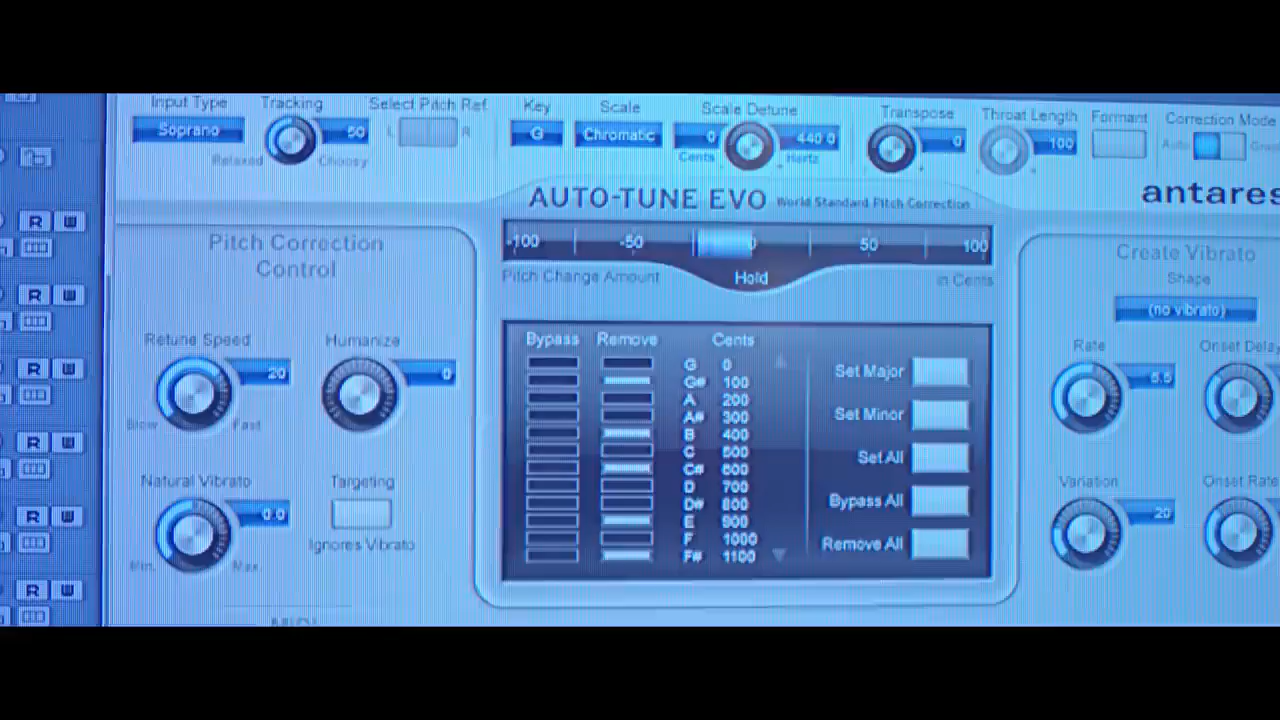 Input Type Tracking Select Pitch Ref. Key Scale Scale Detune Transpose Throat Length Formant Correction Mode
Soprano 50 L R G Chromatic 0 440.0 0 100 Auto
Relaxed Choosy Cents Hertz
AUTO-TUNE EVO World Standard Pitch Correction antares
Pitch Correction
Control
-100 -50 0 50 100
Pitch Change Amount Hold in Cents
Create Vibrato
Shape
(no vibrato)
Retune Speed Humanize
20 0
Slow Fast
Natural Vibrato Targeting
0.0
Min. Max
Ignores Vibrato
MIDI
Bypass Remove Cents
G 0
G# 100
A 200
A# 300
B 400
C 500
C# 600
D 700
D# 800
E 900
F 1000
F# 1100
Set Major
Set Minor
Set All
Bypass All
Remove All
Rate Onset Delay
5.5
Variation Onset Rate
20
R W
R W
R W
R W
R W
R W